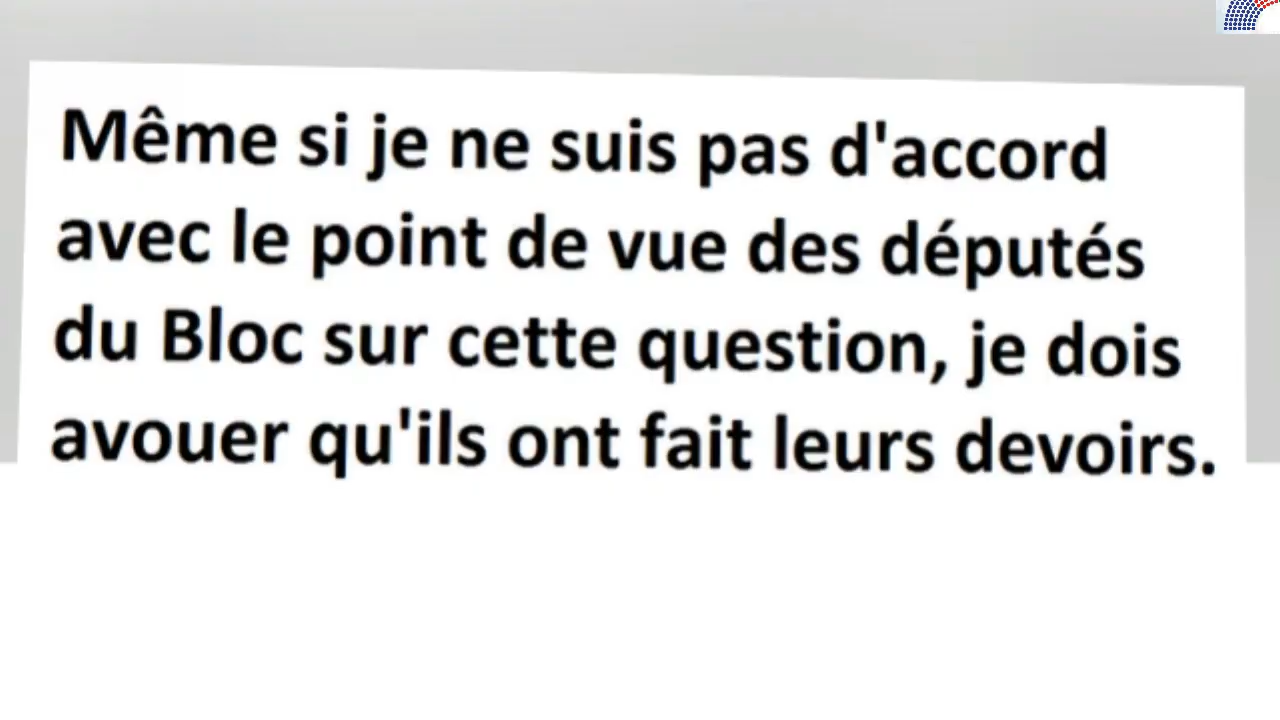 Même si je ne suis pas d'accord
avec le point de vue des députés
du Bloc sur cette question, je dois
avouer qu'ils ont fait leurs devoirs.